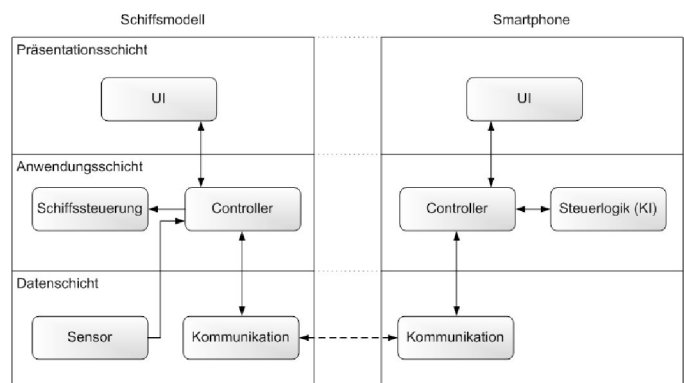 Schiffsmodell
Smartphone
Präsentationsschicht
UI
UI
Anwendungsschicht
Schiffssteuerung
Controller
Controller
Steuerlogik (KI)
Datenschicht
Sensor
Kommunikation
Kommunikation